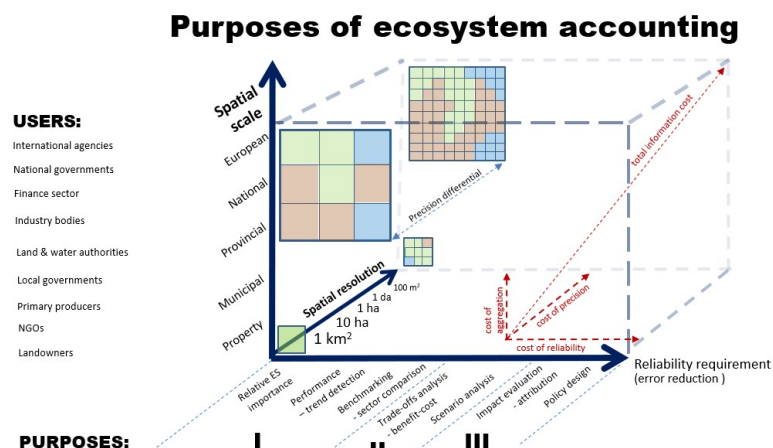 Purposes of ecosystem accounting
USERS:
International agencies
National governments
Finance sector
Industry bodies
Land & water authorities
Local governments
Primary producers
NGOs
Landowners
Spatial
scale
European
National
Provincial
Municipal
Property
Spatial resolution
1 km²
10 ha
1 ha
1 da
100 m²
Precision differential
total information cost
cost of
aggregation
cost of precision
cost of reliability
Reliability requirement
(error reduction )
Relative ES
importance
Performance
– trend detection
Benchmarking
- sector comparison
Trade-offs analysis
- benefit-cost
Scenario analysis
Impact evaluation
- attribution
Policy design
PURPOSES:
I
II
III